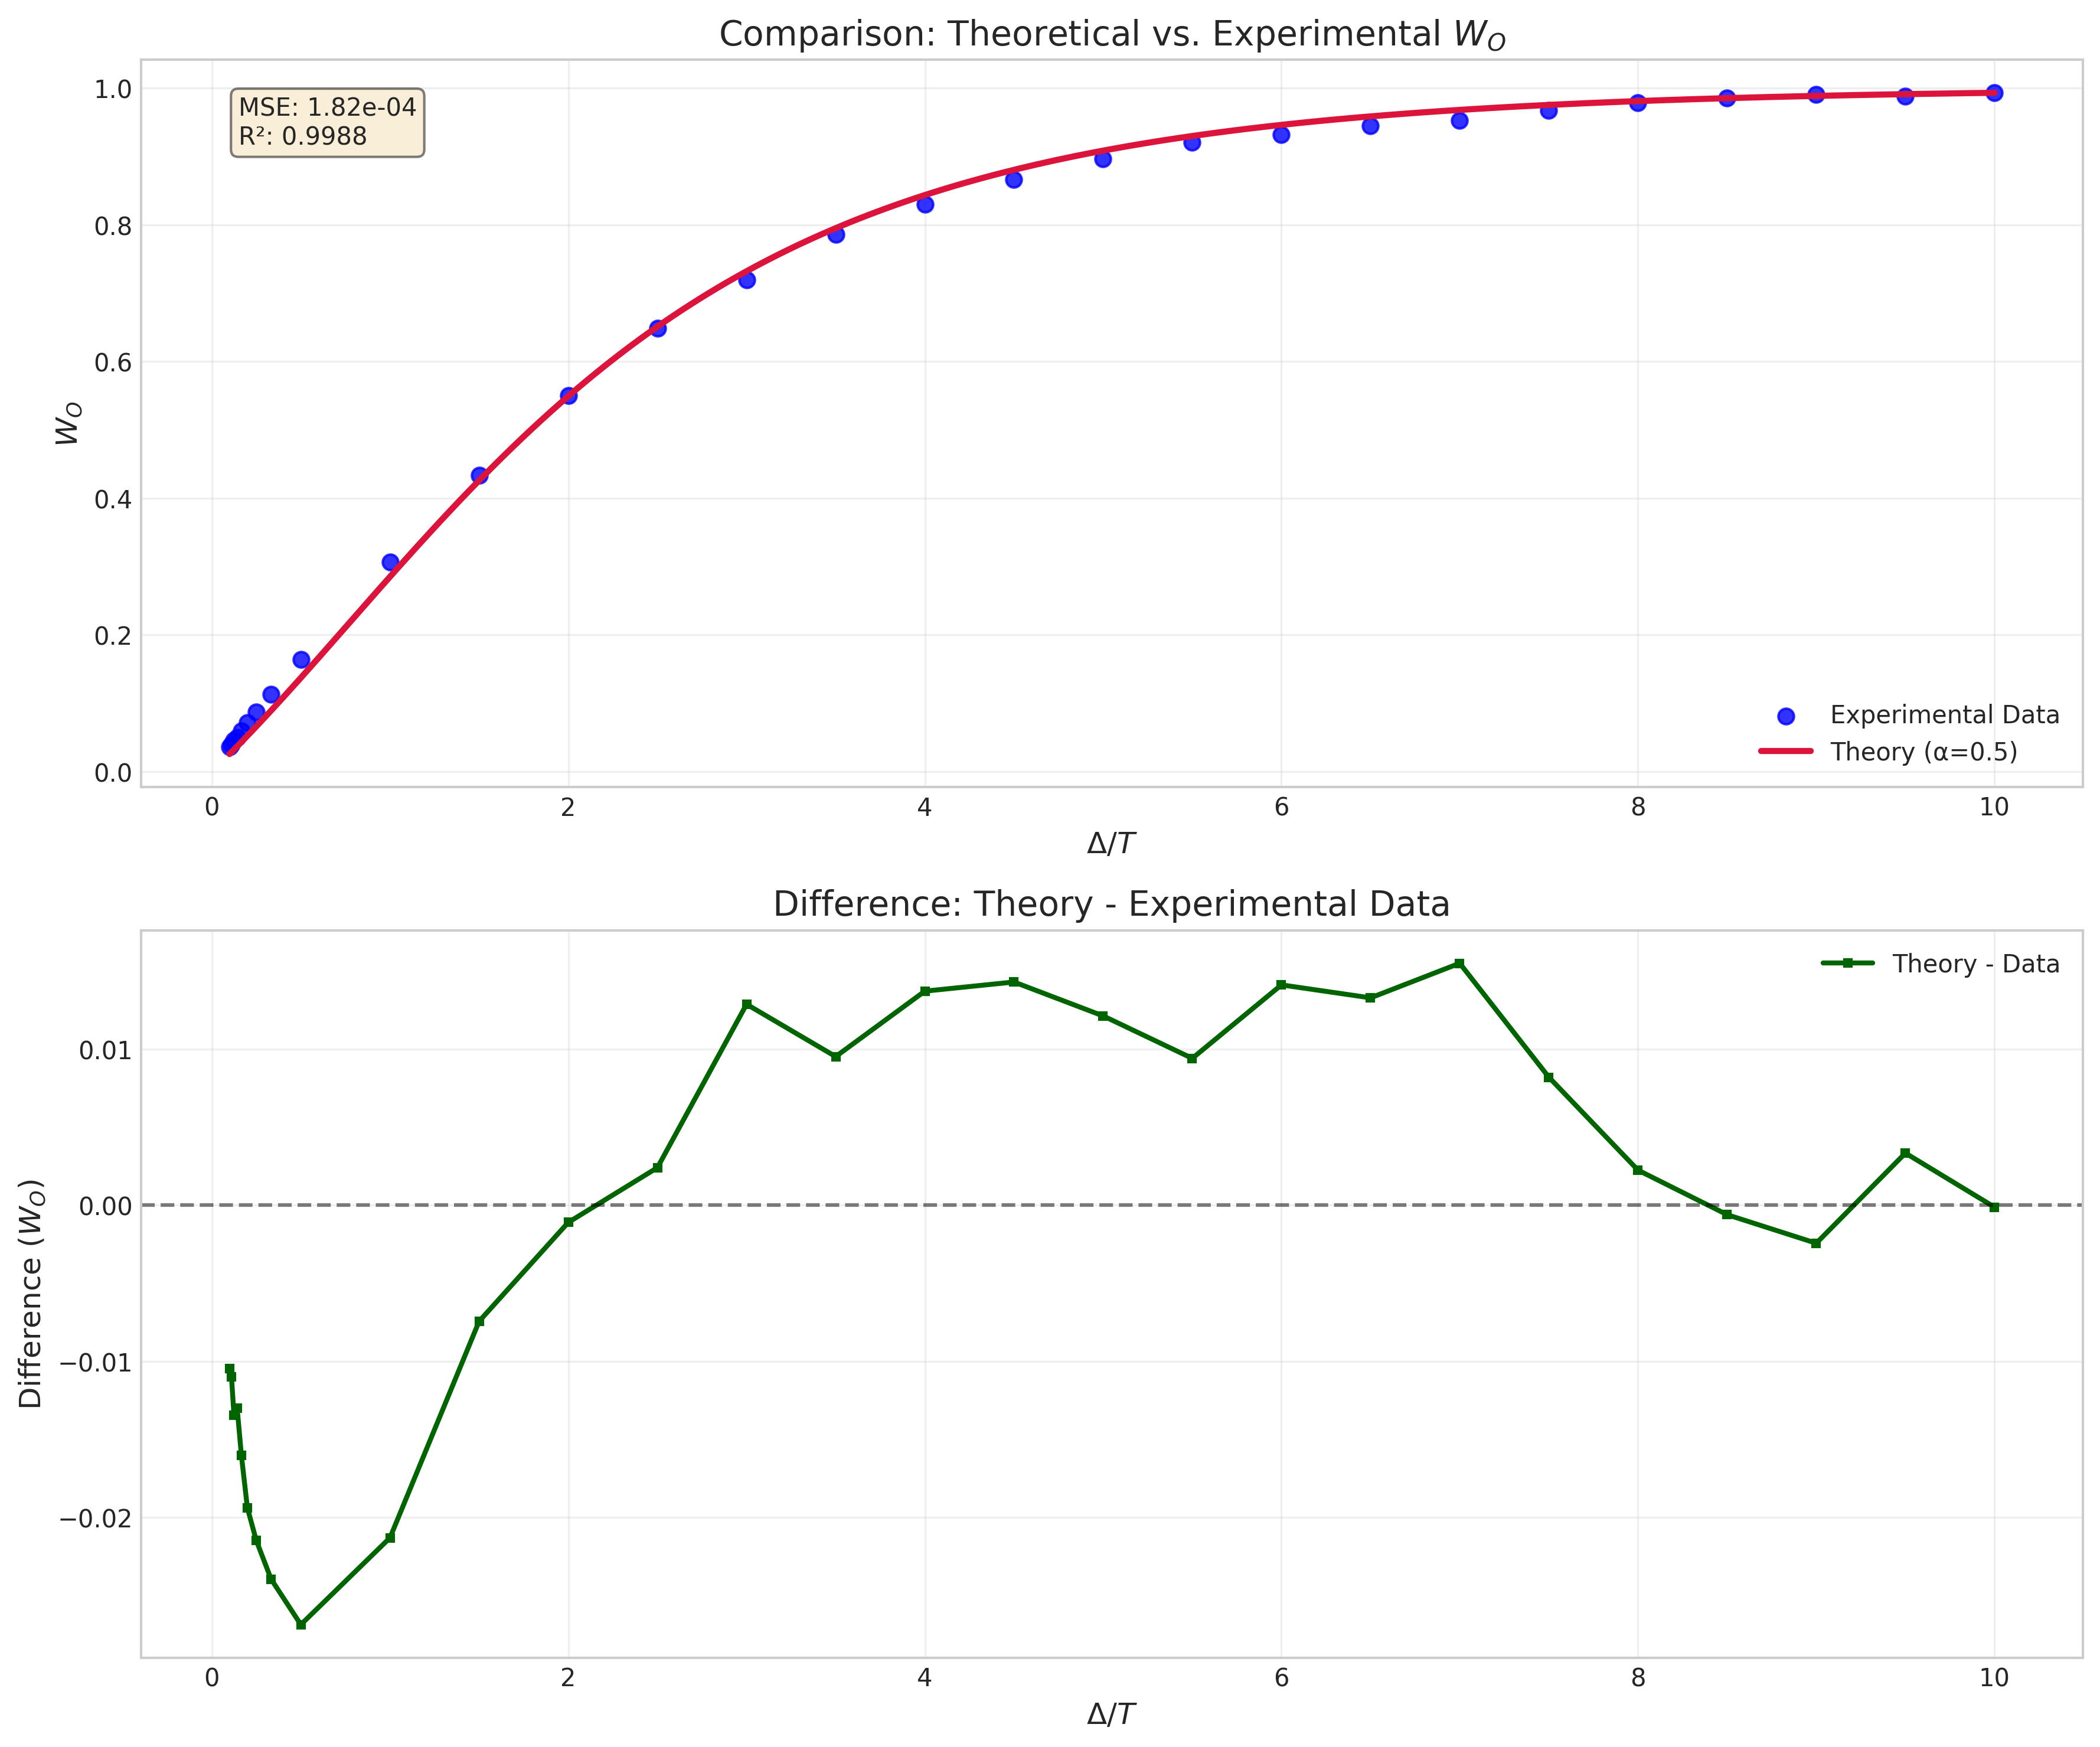 Comparison: Theoretical vs. Experimental W_O
MSE: 1.82e-04
R²: 0.9988
1.0
0.8
0.6
0.4
0.2
0.0
W_O
Experimental Data
Theory (α=0.5)
0 2 4 6 8 10
Δ/T
Difference: Theory - Experimental Data
Theory - Data
0.01
0.00
−0.01
−0.02
Difference (W_O)
0 2 4 6 8 10
Δ/T